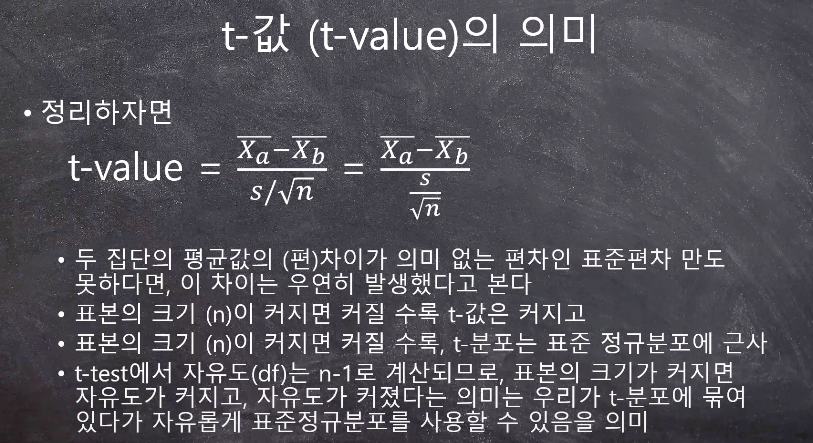 t-값 (t-value)의 의미
• 정리하자면
t-value = \frac{\overline{X_a}-\overline{X_b}}{s/\sqrt{n}} = \frac{\overline{X_a}-\overline{X_b}}{\frac{s}{\sqrt{n}}}
• 두 집단의 평균값의 (편)차이가 의미 없는 편차인 표준편차 만도
못하다면, 이 차이는 우연히 발생했다고 본다
• 표본의 크기 (n)이 커지면 커질 수록 t-값은 커지고
• 표본의 크기 (n)이 커지면 커질 수록, t-분포는 표준 정규분포에 근사
• t-test에서 자유도(df)는 n-1로 계산되므로, 표본의 크기가 커지면
자유도가 커지고, 자유도가 커졌다는 의미는 우리가 t-분포에 묶여
있다가 자유롭게 표준정규분포를 사용할 수 있음을 의미